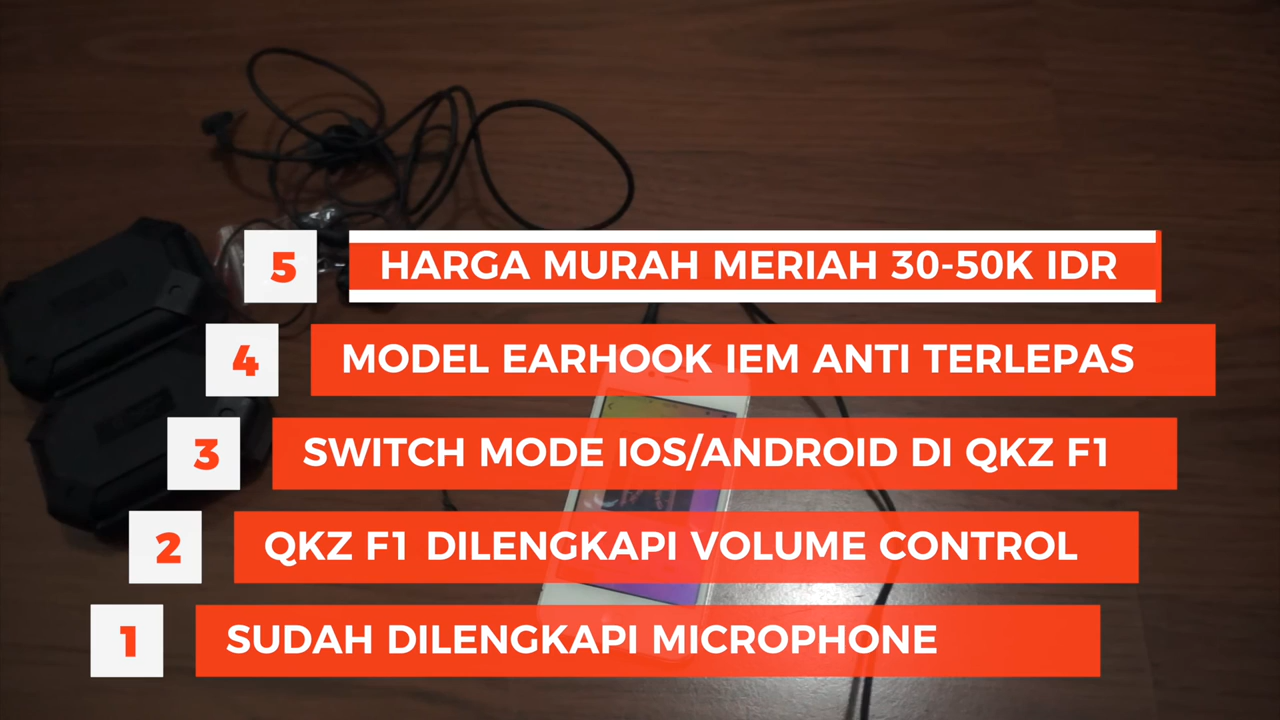 5 HARGA MURAH MERIAH 30-50K IDR
4 MODEL EARHOOK IEM ANTI TERLEPAS
3 SWITCH MODE IOS/ANDROID DI QKZ F1
2 QKZ F1 DILENGKAPI VOLUME CONTROL
1 SUDAH DILENGKAPI MICROPHONE